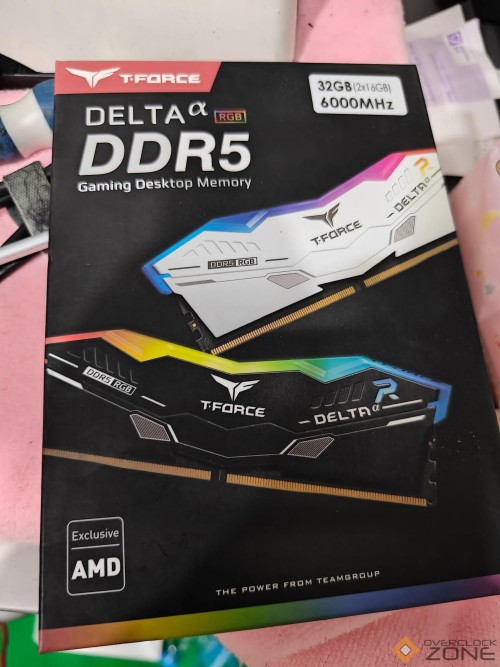 T-FORCE
32GB(2x16GB)
6000MHz
DELTA α RGB
DDR5
Gaming Desktop Memory
T-FORCE
DELTA α R
DDR5 RGB
DDR5 RGB
T-FORCE
DELTA α R
Exclusive
AMD
THE POWER FROM TEAMGROUP
OVERCLOCK
ZONE